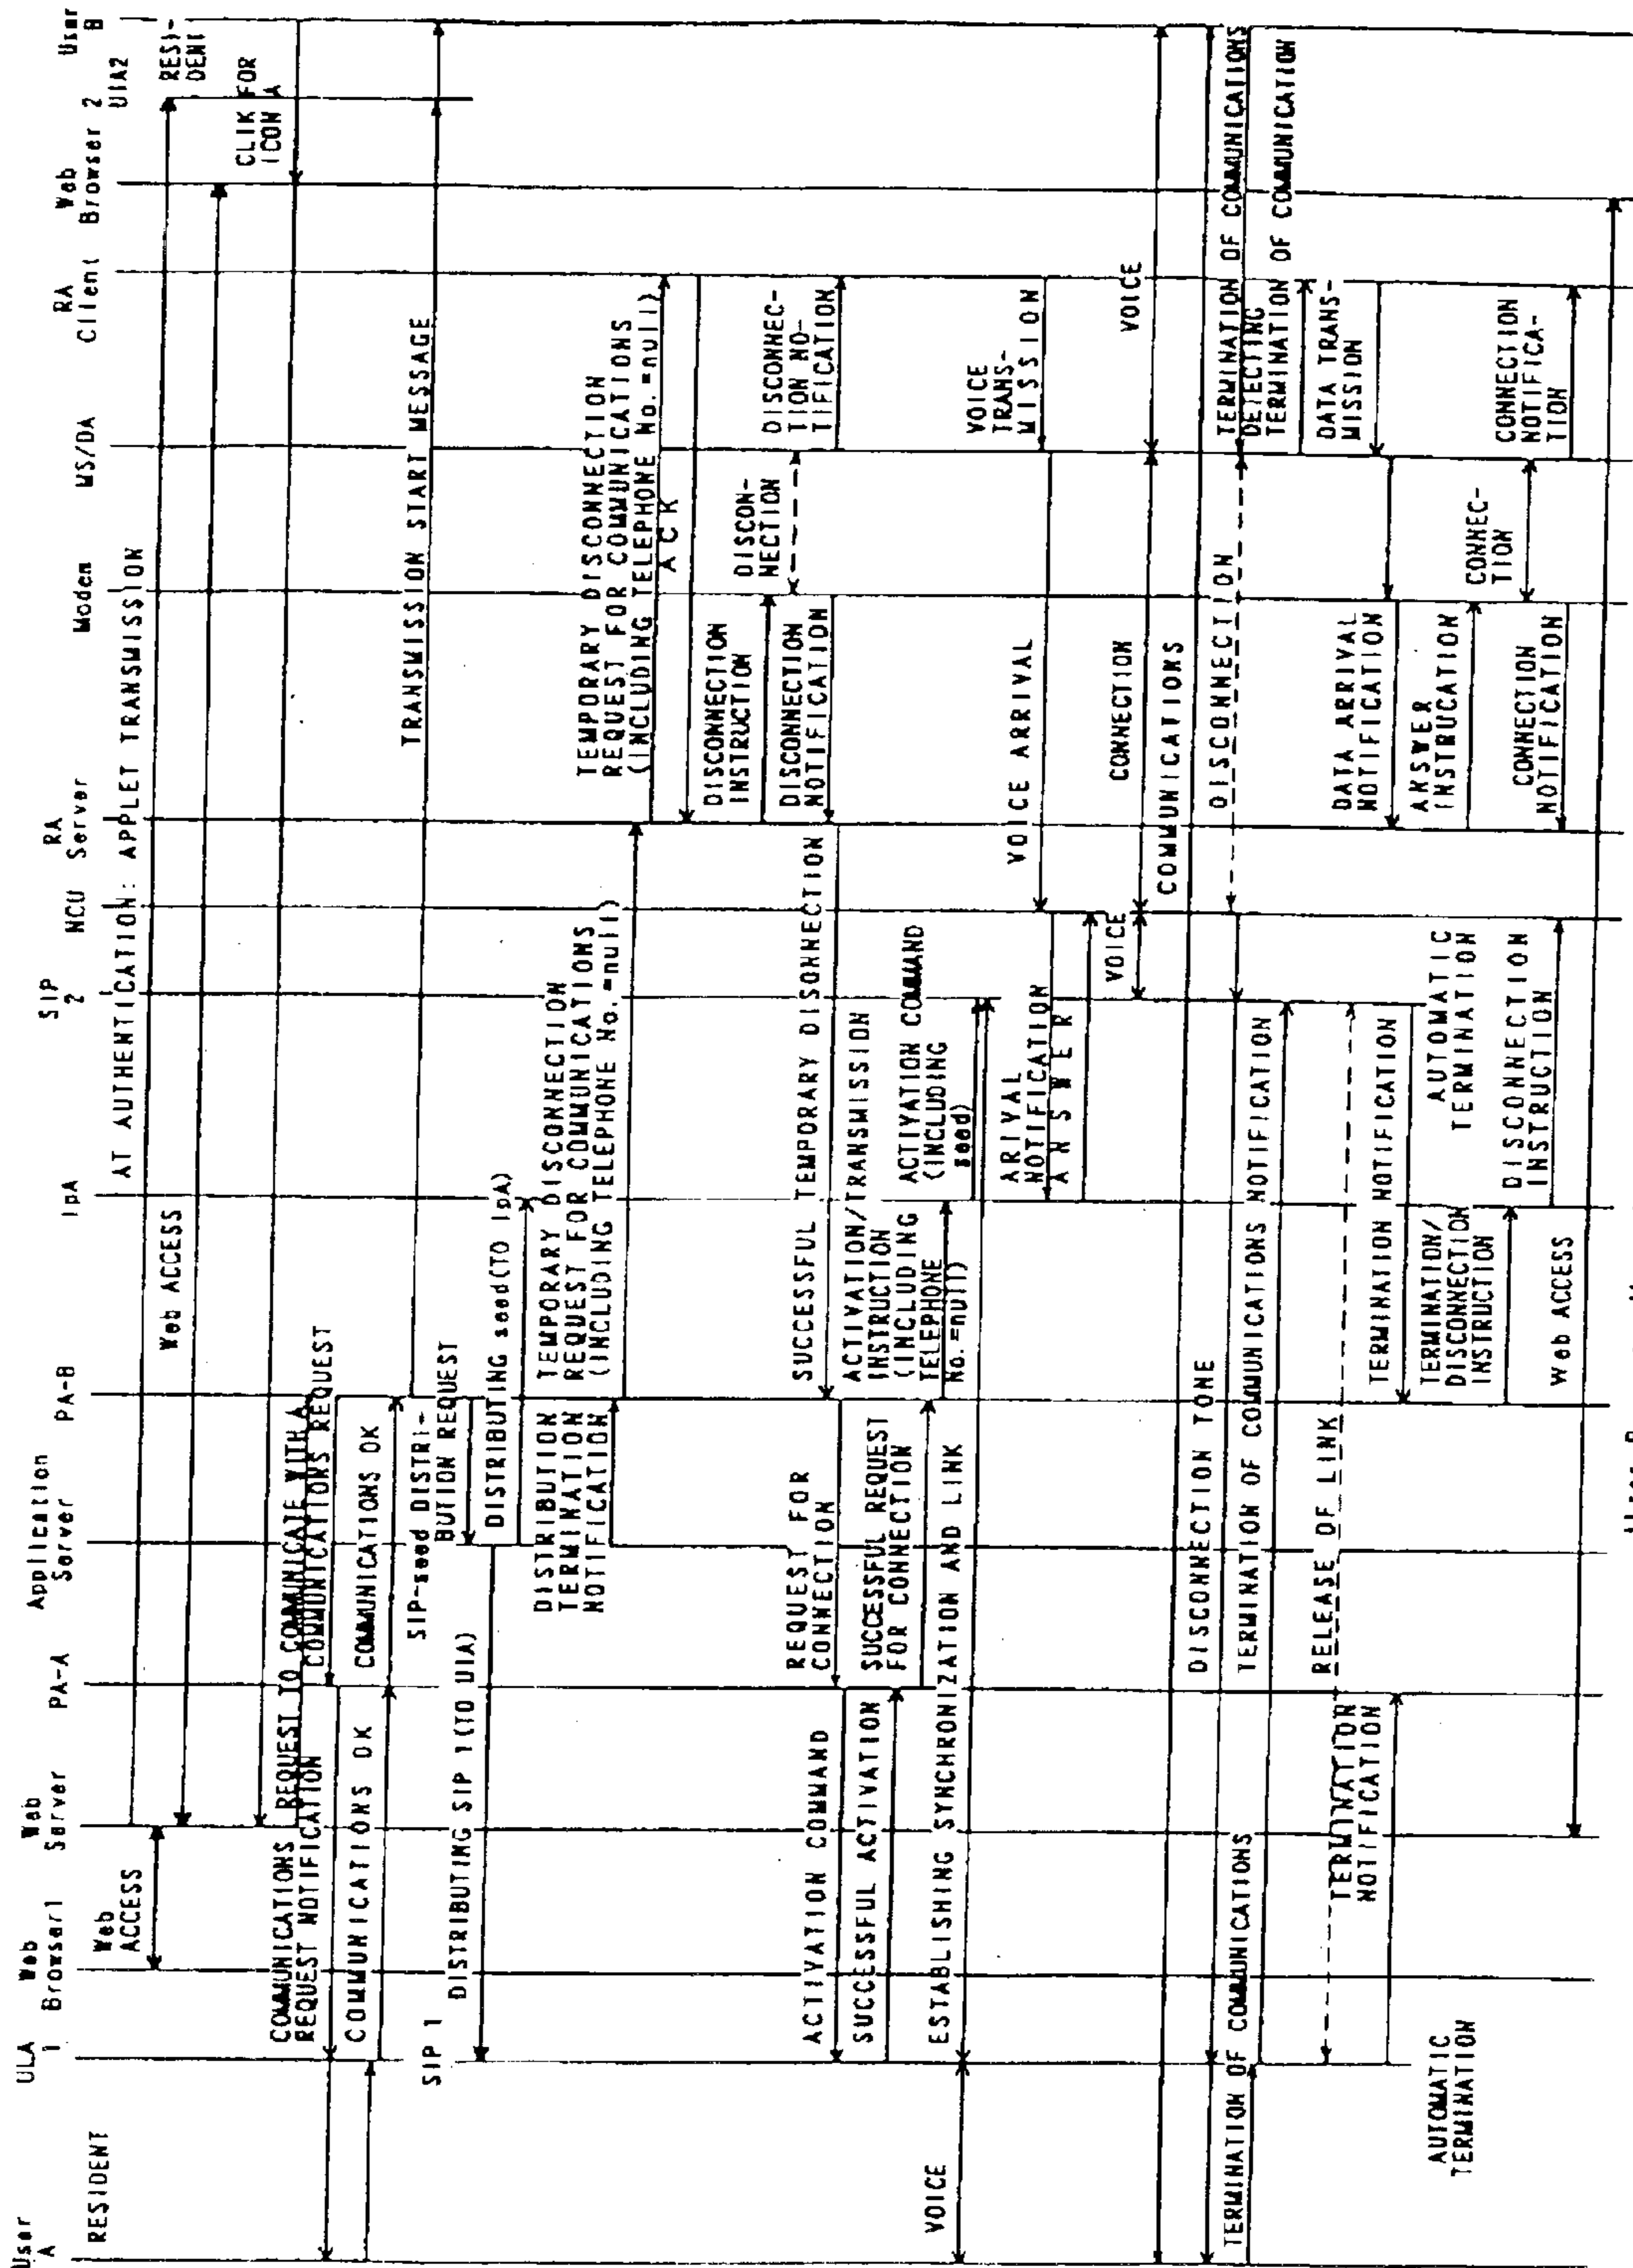 User
A
ULA
1
Web
Browser1
Web
Server
PA-A
Application
Server
PA-B
IpA
SIP
2
NCU
RA
Server
Modem
MS/DA
RA
Client
Web
Browser 2
UIA2
User
B
RESIDENT
Web
ACCESS
AT AUTHENTICATION: APPLET TRANSMISSION
RESI-
DENT
Web ACCESS
CLIK FOR
ICON A
COMMUNICATIONS
REQUEST NOTIFICATION
REQUEST TO COMMUNICATE WITH A
COMMUNICATIONS REQUEST
COMMUNICATIONS OK
COMMUNICATIONS OK
TRANSMISSION START MESSAGE
SIP 1
SIP-seed DISTRI-
BUTION REQUEST
DISTRIBUTING SIP 1(TO UIA)
DISTRIBUTING seed(TO IpA)
DISTRIBUTION
TERMINATION
NOTIFICATION
TEMPORARY DISCONNECTION
REQUEST FOR COMMUNICATIONS
(INCLUDING TELEPHONE No.=null)
TEMPORARY DISCONNECTION
REQUEST FOR COMMUNICATIONS
(INCLUDING TELEPHONE No.=null)
ACK
DISCONNECTION
INSTRUCTION
DISCON-
NECTION
DISCONNECTION
NOTIFICATION
DISCONNEC-
TION NO-
TIFICATION
SUCCESSFUL TEMPORARY DISONNECTION
REQUEST FOR
CONNECTION
ACTIVATION COMMAND
SUCCESSFUL ACTIVATION
SUCCESSFUL REQUEST
FOR CONNECTION
ACTIVATION/TRANSMISSION
INSTRUCTION
(INCLUDING
TELEPHONE
No.=null)
ACTIVATION COMMAND
(INCLUDING
seed)
ESTABLISHING SYNCHRONIZATION AND LINK
VOICE
VOICE
TRANS-
MISSION
VOICE ARRIVAL
ARIVAL
NOTIFICATION
ANSWER
VOICE
CONNECTION
VOICE
COMMUNICATIONS
DISCONNECTION TONE
TERMINATION OF COMMUNICATIONS
DISCONNECTION
DETECTING
TERMINATION OF COMMUNICATION
TERMINATION OF COMMUNICATIONS
TERMINATION OF COMMUNICATIONS NOTIFICATION
RELEASE OF LINK
DATA TRANS-
MISSION
DATA ARRIVAL
NOTIFICATION
TERMINATION
NOTIFICATION
TERMINATION NOTIFICATION
ANSWER
INSTRUCATION
AUTOMATIC
TERMINATION
AUTOMATIC
TERMINATION
TERMINATION/
DISCONNECTION
INSTRUCTION
DISCONNECTION
INSTRUCTION
CONNEC-
TION
CONNECTION
NOTIFICATION
CONNECTION
NOTIFICA-
TION
Web ACCESS